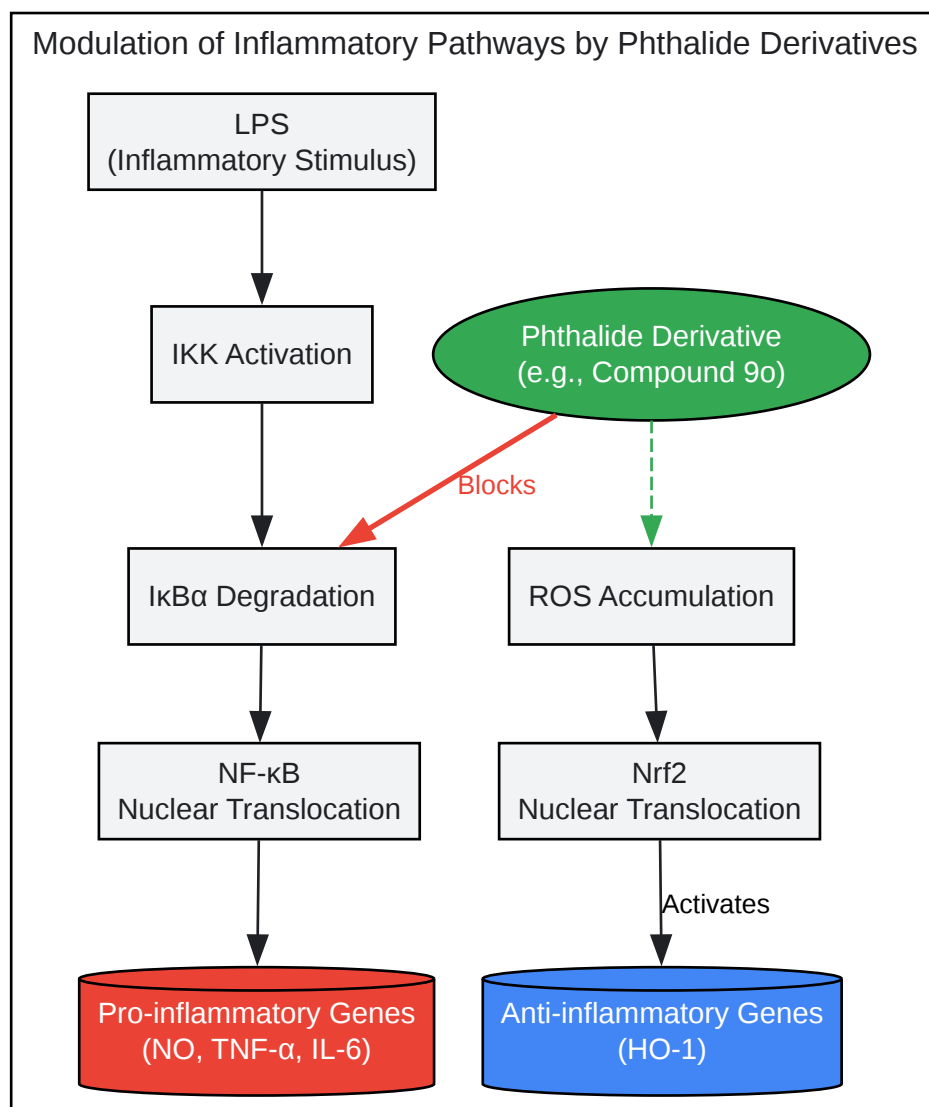 Modulation of Inflammatory Pathways by Phthalide Derivatives
LPS
(Inflammatory Stimulus)
IKK Activation
Phthalide Derivative
(e.g., Compound 9o)
Blocks
IκBα Degradation
ROS Accumulation
NF-κB
Nuclear Translocation
Nrf2
Nuclear Translocation
Activates
Pro-inflammatory Genes
(NO, TNF-α, IL-6)
Anti-inflammatory Genes
(HO-1)